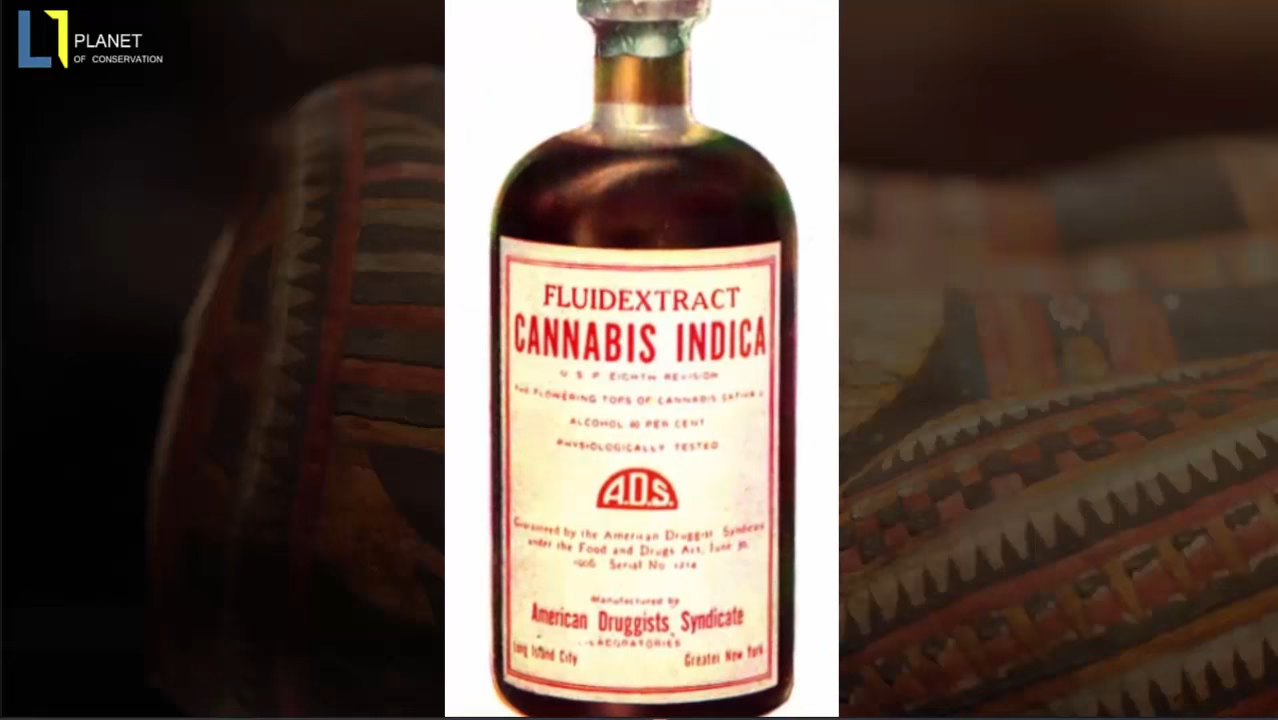 PLANET
OF CONSERVATION
FLUIDEXTRACT
CANNABIS INDICA
U S P EIGHTH REVISION
THE FLOWERING TOPS OF CANNABIS SATIVA L
ALCOHOL 80 PER CENT
PHYSIOLOGICALLY TESTED
A.D.S.
Guaranteed by the American Druggist Syndicate
under the Food and Drugs Act, June 30,
1906 Serial No 1214
Manufactured by
American Druggists Syndicate
LABORATORIES
Long Island City
Greater New York